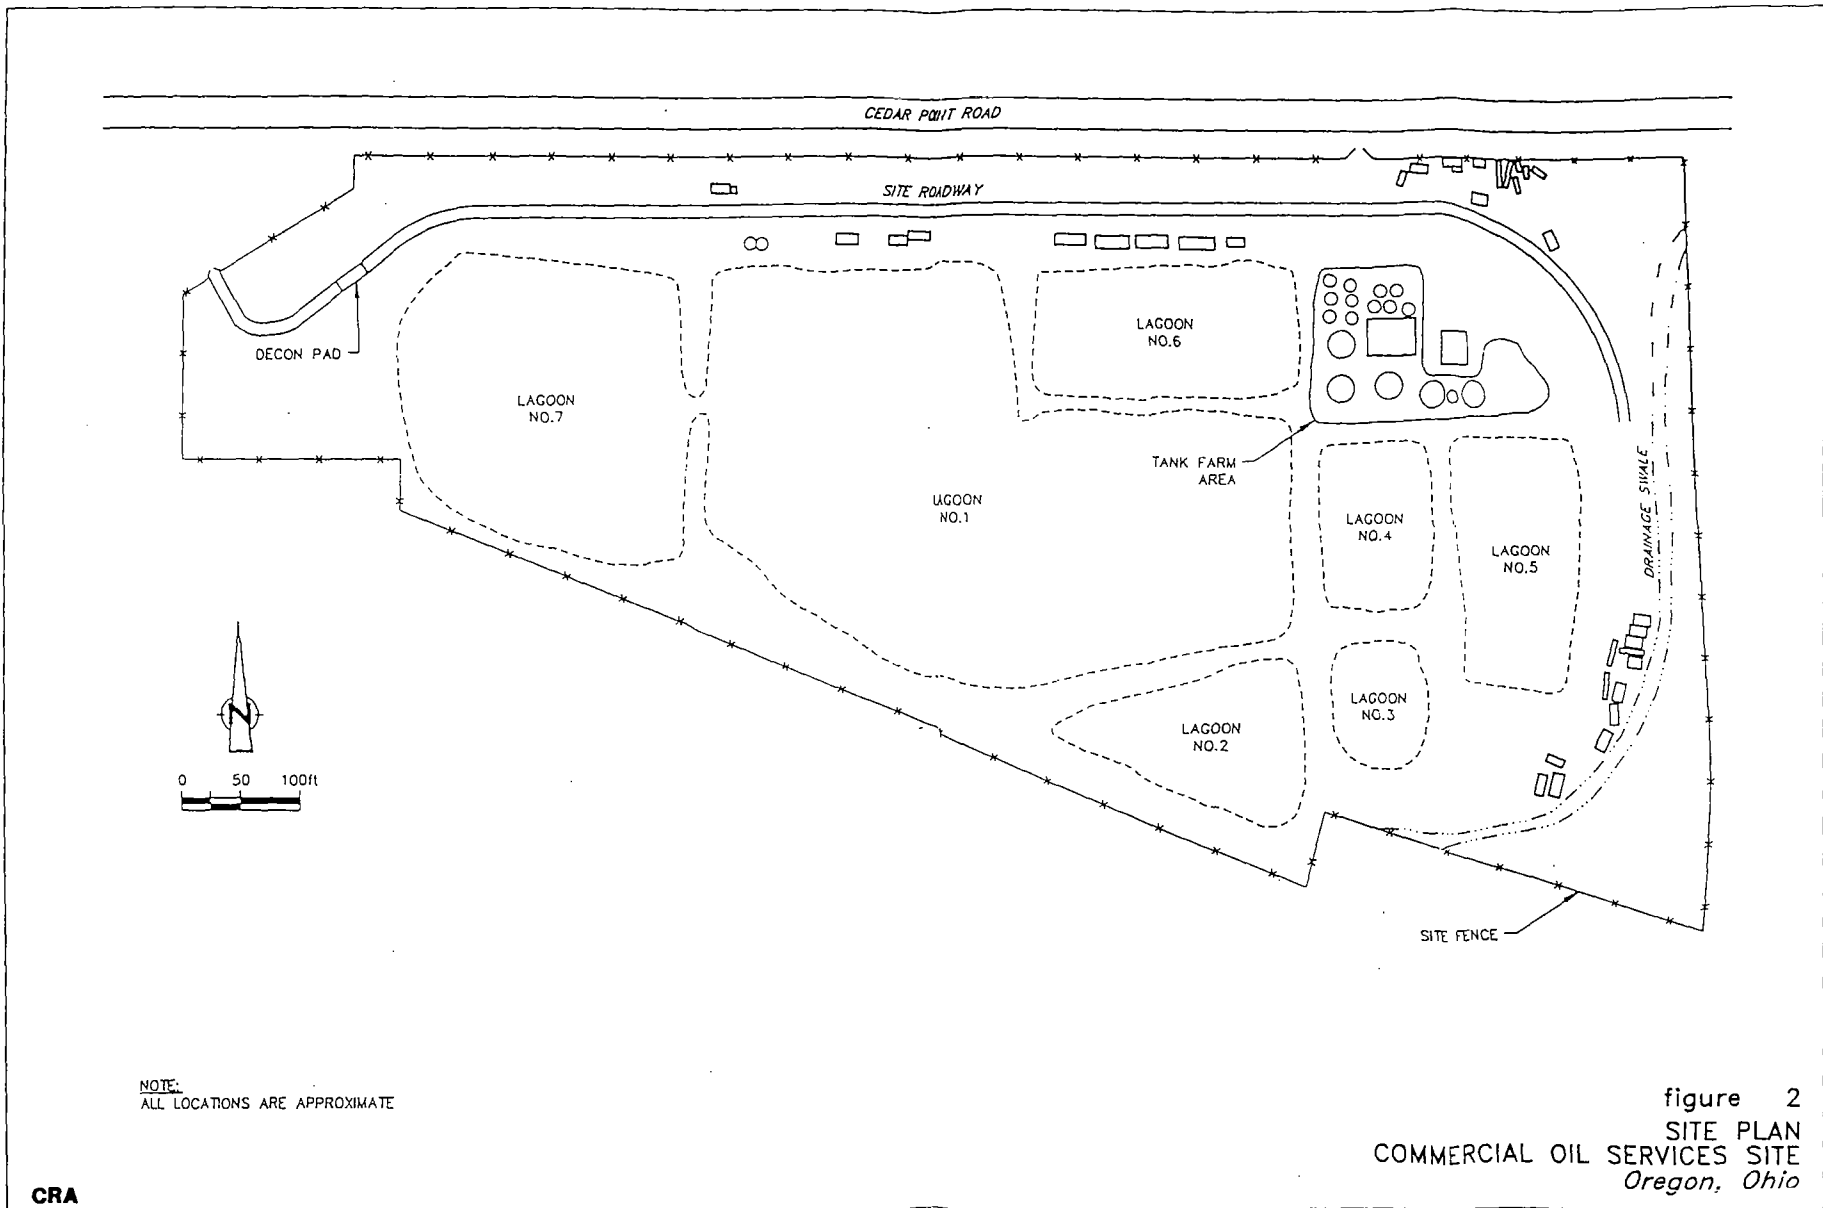 CEDAR POINT ROAD
SITE ROADWAY
DECON PAD
LAGOON
NO.7
LAGOON
NO.6
TANK FARM
AREA
LAGOON
NO.1
LAGOON
NO.4
LAGOON
NO.5
DRAINAGE SWALE
LAGOON
NO.3
LAGOON
NO.2
N
0 50 100ft
SITE FENCE
NOTE:
ALL LOCATIONS ARE APPROXIMATE
figure 2
SITE PLAN
COMMERCIAL OIL SERVICES SITE
Oregon, Ohio
CRA